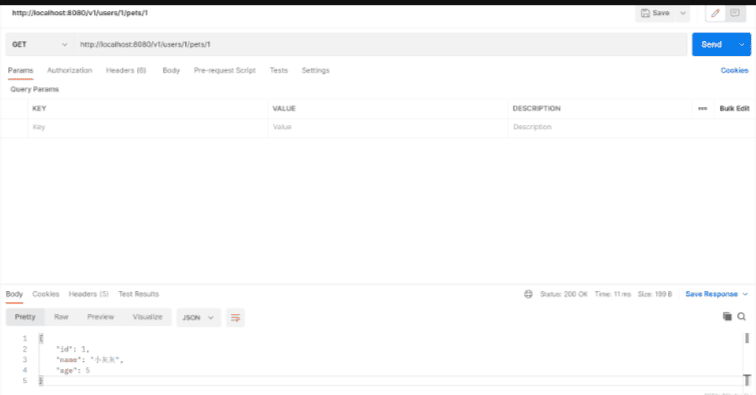 http://localhost:8080/v1/users/1/pets/1 Save
GET http://localhost:8080/v1/users/1/pets/1 Send
Params Authorization Headers (6) Body Pre-request Script Tests Settings Cookies
Query Params
KEY VALUE DESCRIPTION Bulk Edit
Key Value Description
Body Cookies Headers (5) Test Results Status: 200 OK Time: 11 ms Size: 199 B Save Response
Pretty Raw Preview Visualize JSON
1 {
2 "id": 1,
3 "name": "小灰灰",
4 "age": 5
5 }